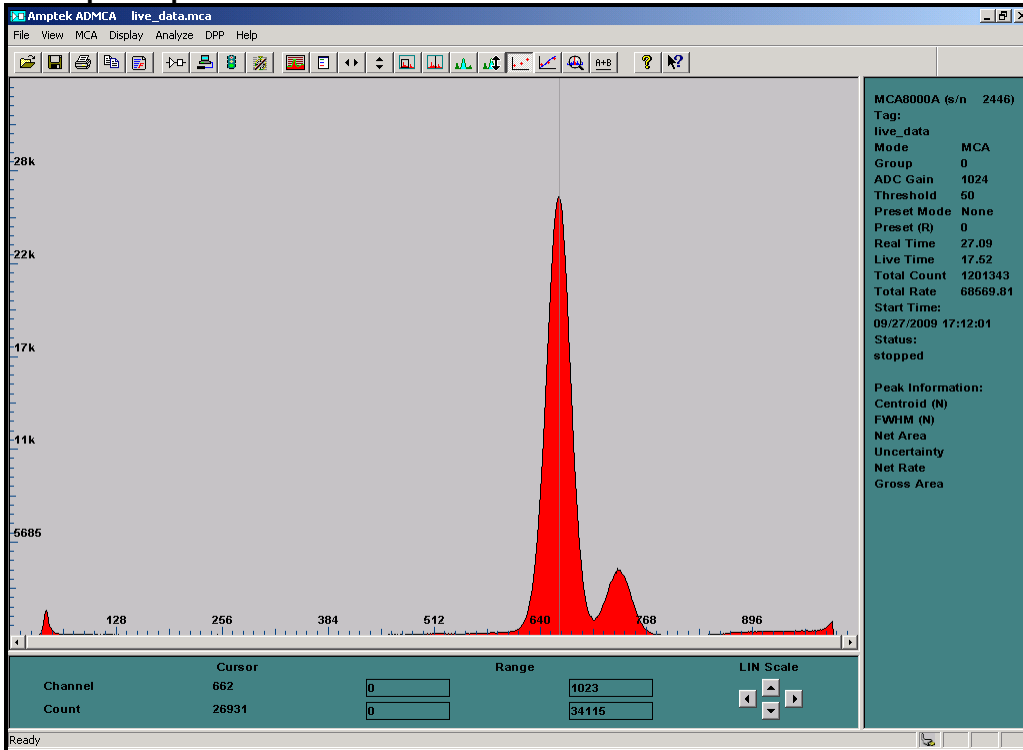 Amptek ADMCA live_data.mca
File View MCA Display Analyze DPP Help
A+B
28k
22k
17k
11k
5685
128 256 384 512 640 768 896
MCA8000A (s/n 2446)
Tag:
live_data
Mode MCA
Group 0
ADC Gain 1024
Threshold 50
Preset Mode None
Preset (R) 0
Real Time 27.09
Live Time 17.52
Total Count 1201343
Total Rate 68569.81
Start Time:
09/27/2009 17:12:01
Status:
stopped
Peak Information:
Centroid (N)
FWHM (N)
Net Area
Uncertainty
Net Rate
Gross Area
Cursor Range LIN Scale
Channel 662 0 1023
Count 26931 0 34115
Ready